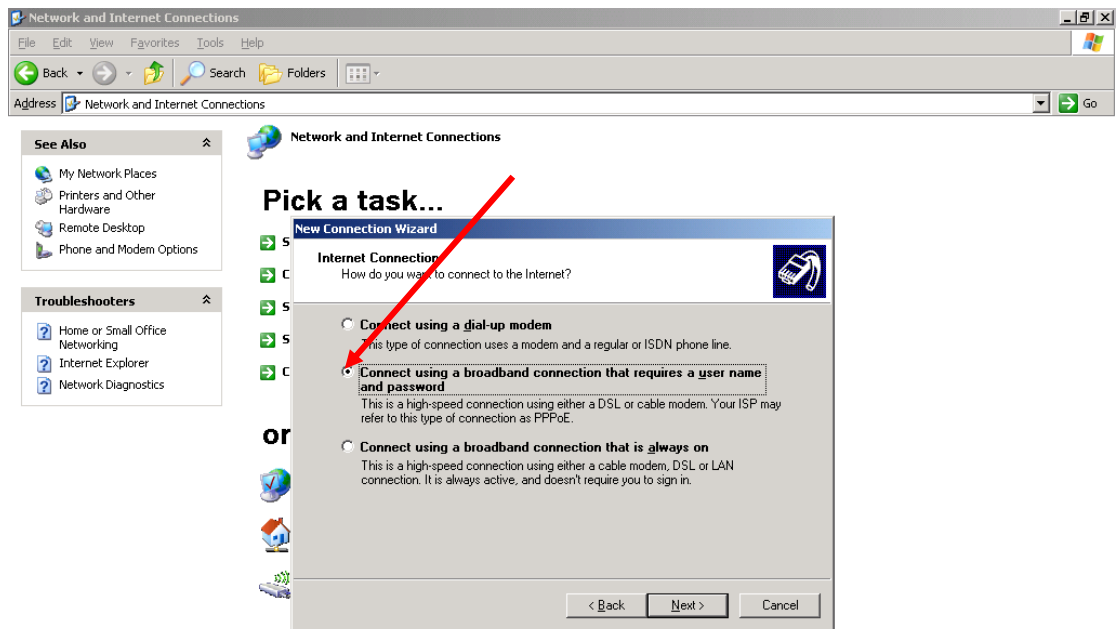 Network and Internet Connections
File Edit View Favorites Tools Help
Back Search Folders
Address Network and Internet Connections Go
See Also
My Network Places
Printers and Other
Hardware
Remote Desktop
Phone and Modem Options
Troubleshooters
Home or Small Office
Networking
Internet Explorer
Network Diagnostics
Network and Internet Connections
Pick a task...
S
C
S
S
C
or
New Connection Wizard
Internet Connection
How do you want to connect to the Internet?
Connect using a dial-up modem
This type of connection uses a modem and a regular or ISDN phone line.
Connect using a broadband connection that requires a user name
and password
This is a high-speed connection using either a DSL or cable modem. Your ISP may
refer to this type of connection as PPPoE.
Connect using a broadband connection that is always on
This is a high-speed connection using either a cable modem, DSL or LAN
connection. It is always active, and doesn't require you to sign in.
< Back Next > Cancel